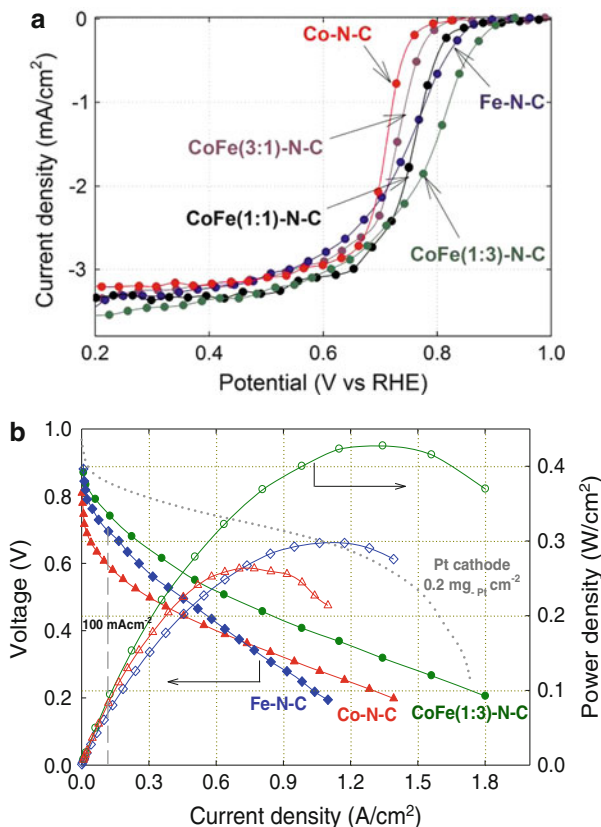 a
0
-1
-2
-3
Current density (mA/cm²)
Co-N-C
Fe-N-C
CoFe(3:1)-N-C
CoFe(1:1)-N-C
CoFe(1:3)-N-C
0.2 0.4 0.6 0.8 1.0
Potential (V vs RHE)
b
1.0
0.8
0.6
0.4
0.2
0.0
Voltage (V)
0.4
0.3
0.2
0.1
0.0
Power density (W/cm²)
Pt cathode
0.2 mg-Pt cm-2
100 mAcm-2
Fe-N-C
Co-N-C
CoFe(1:3)-N-C
0.0 0.3 0.6 0.9 1.2 1.5 1.8
Current density (A/cm²)